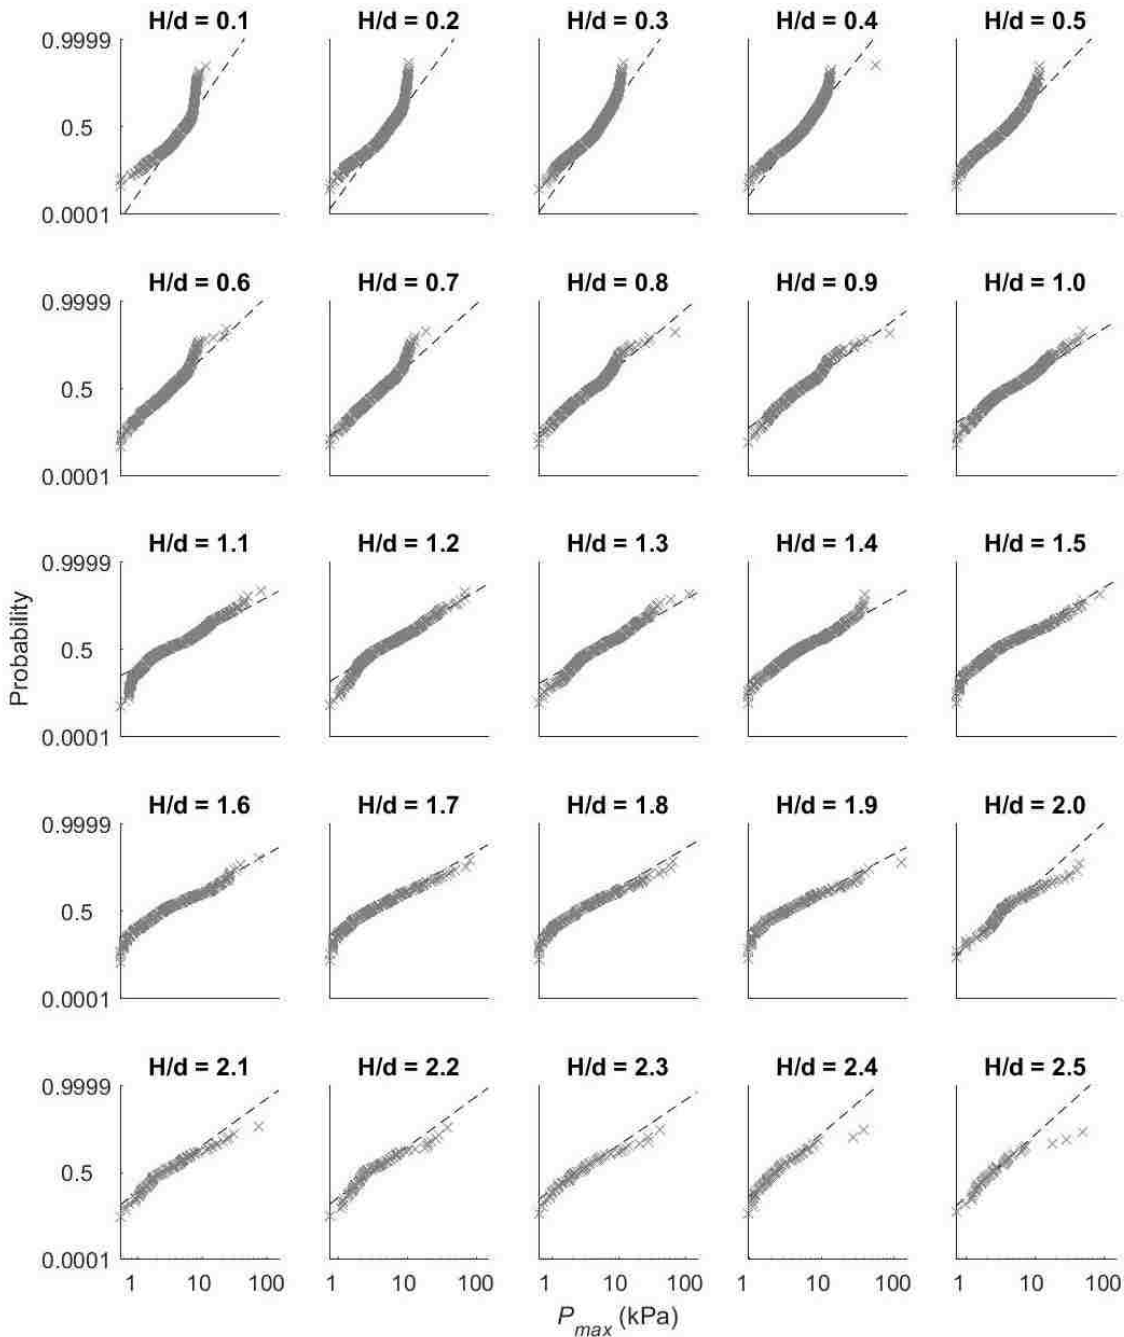 H/d = 0.1 H/d = 0.2 H/d = 0.3 H/d = 0.4 H/d = 0.5
0.9999
0.5
0.0001
H/d = 0.6 H/d = 0.7 H/d = 0.8 H/d = 0.9 H/d = 1.0
0.9999
0.5
0.0001
H/d = 1.1 H/d = 1.2 H/d = 1.3 H/d = 1.4 H/d = 1.5
0.9999
0.5
0.0001
Probability
H/d = 1.6 H/d = 1.7 H/d = 1.8 H/d = 1.9 H/d = 2.0
0.9999
0.5
0.0001
H/d = 2.1 H/d = 2.2 H/d = 2.3 H/d = 2.4 H/d = 2.5
0.9999
0.5
0.0001
1 10 100 1 10 100 1 10 100 1 10 100 1 10 100
P_max (kPa)